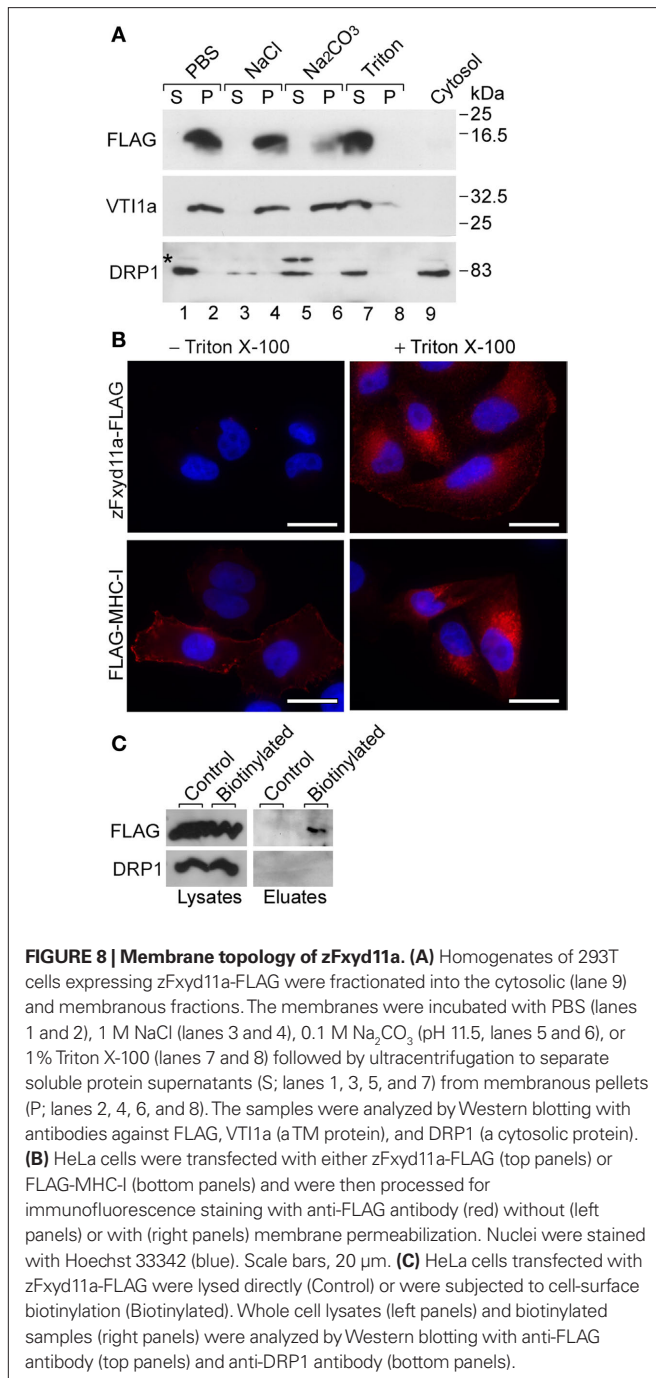 A
PBS NaCl Na₂CO₃ Triton Cytosol
S P S P S P S P kDa
FLAG
-25
-16.5
VTI1a
-32.5
-25
*
DRP1
-83
1 2 3 4 5 6 7 8 9
B
– Triton X-100 + Triton X-100
zFxyd11a-FLAG
FLAG-MHC-I
C
Control Biotinylated Control Biotinylated
FLAG
DRP1
Lysates Eluates
FIGURE 8 | Membrane topology of zFxyd11a. (A) Homogenates of 293T
cells expressing zFxyd11a-FLAG were fractionated into the cytosolic (lane 9)
and membranous fractions. The membranes were incubated with PBS (lanes
1 and 2), 1 M NaCl (lanes 3 and 4), 0.1 M Na₂CO₃ (pH 11.5, lanes 5 and 6), or
1% Triton X-100 (lanes 7 and 8) followed by ultracentrifugation to separate
soluble protein supernatants (S; lanes 1, 3, 5, and 7) from membranous pellets
(P; lanes 2, 4, 6, and 8). The samples were analyzed by Western blotting with
antibodies against FLAG, VTI1a (a TM protein), and DRP1 (a cytosolic protein).
(B) HeLa cells were transfected with either zFxyd11a-FLAG (top panels) or
FLAG-MHC-I (bottom panels) and were then processed for
immunofluorescence staining with anti-FLAG antibody (red) without (left
panels) or with (right panels) membrane permeabilization. Nuclei were stained
with Hoechst 33342 (blue). Scale bars, 20 μm. (C) HeLa cells transfected with
zFxyd11a-FLAG were lysed directly (Control) or were subjected to cell-surface
biotinylation (Biotinylated). Whole cell lysates (left panels) and biotinylated
samples (right panels) were analyzed by Western blotting with anti-FLAG
antibody (top panels) and anti-DRP1 antibody (bottom panels).